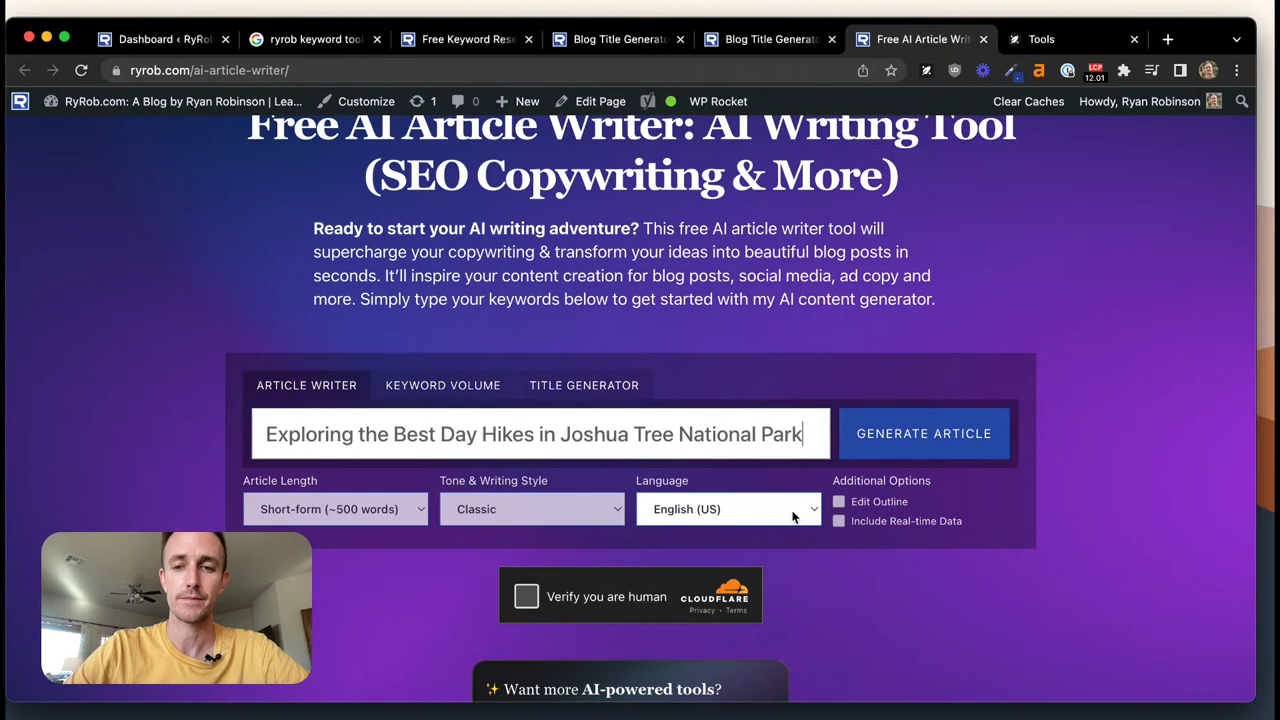 Dashboard ‹ RyRo
ryrob keyword tool
Free Keyword Rese
Blog Title Generato
Blog Title Generato
Free AI Article Writ
Tools
ryrob.com/ai-article-writer/
LCP
12.01
RyRob.com: A Blog by Ryan Robinson | Lea...
Customize
1
0
New
Edit Page
WP Rocket
Clear Caches
Howdy, Ryan Robinson
Free AI Article Writer: AI Writing Tool
(SEO Copywriting & More)
Ready to start your AI writing adventure? This free AI article writer tool will
supercharge your copywriting & transform your ideas into beautiful blog posts in
seconds. It'll inspire your content creation for blog posts, social media, ad copy and
more. Simply type your keywords below to get started with my AI content generator.
ARTICLE WRITER
KEYWORD VOLUME
TITLE GENERATOR
Exploring the Best Day Hikes in Joshua Tree National Park
GENERATE ARTICLE
Article Length
Tone & Writing Style
Language
Additional Options
Short-form (~500 words)
Classic
English (US)
Edit Outline
Include Real-time Data
Verify you are human
CLOUDFLARE
Privacy • Terms
✨ Want more AI-powered tools?